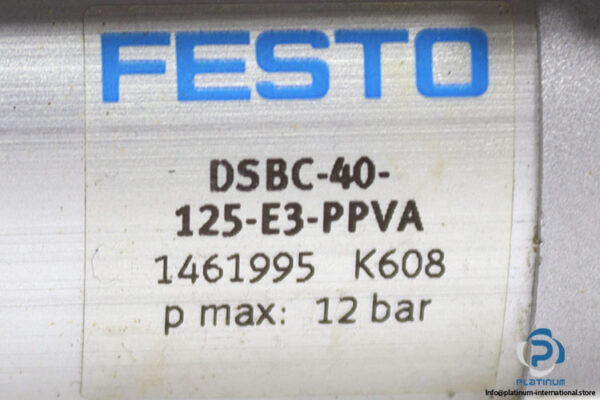 FESTO
DSBC-40-
125-E3-PPVA
1461995 K608
p max: 12 bar
PLATINUM
info@platinum-international.store